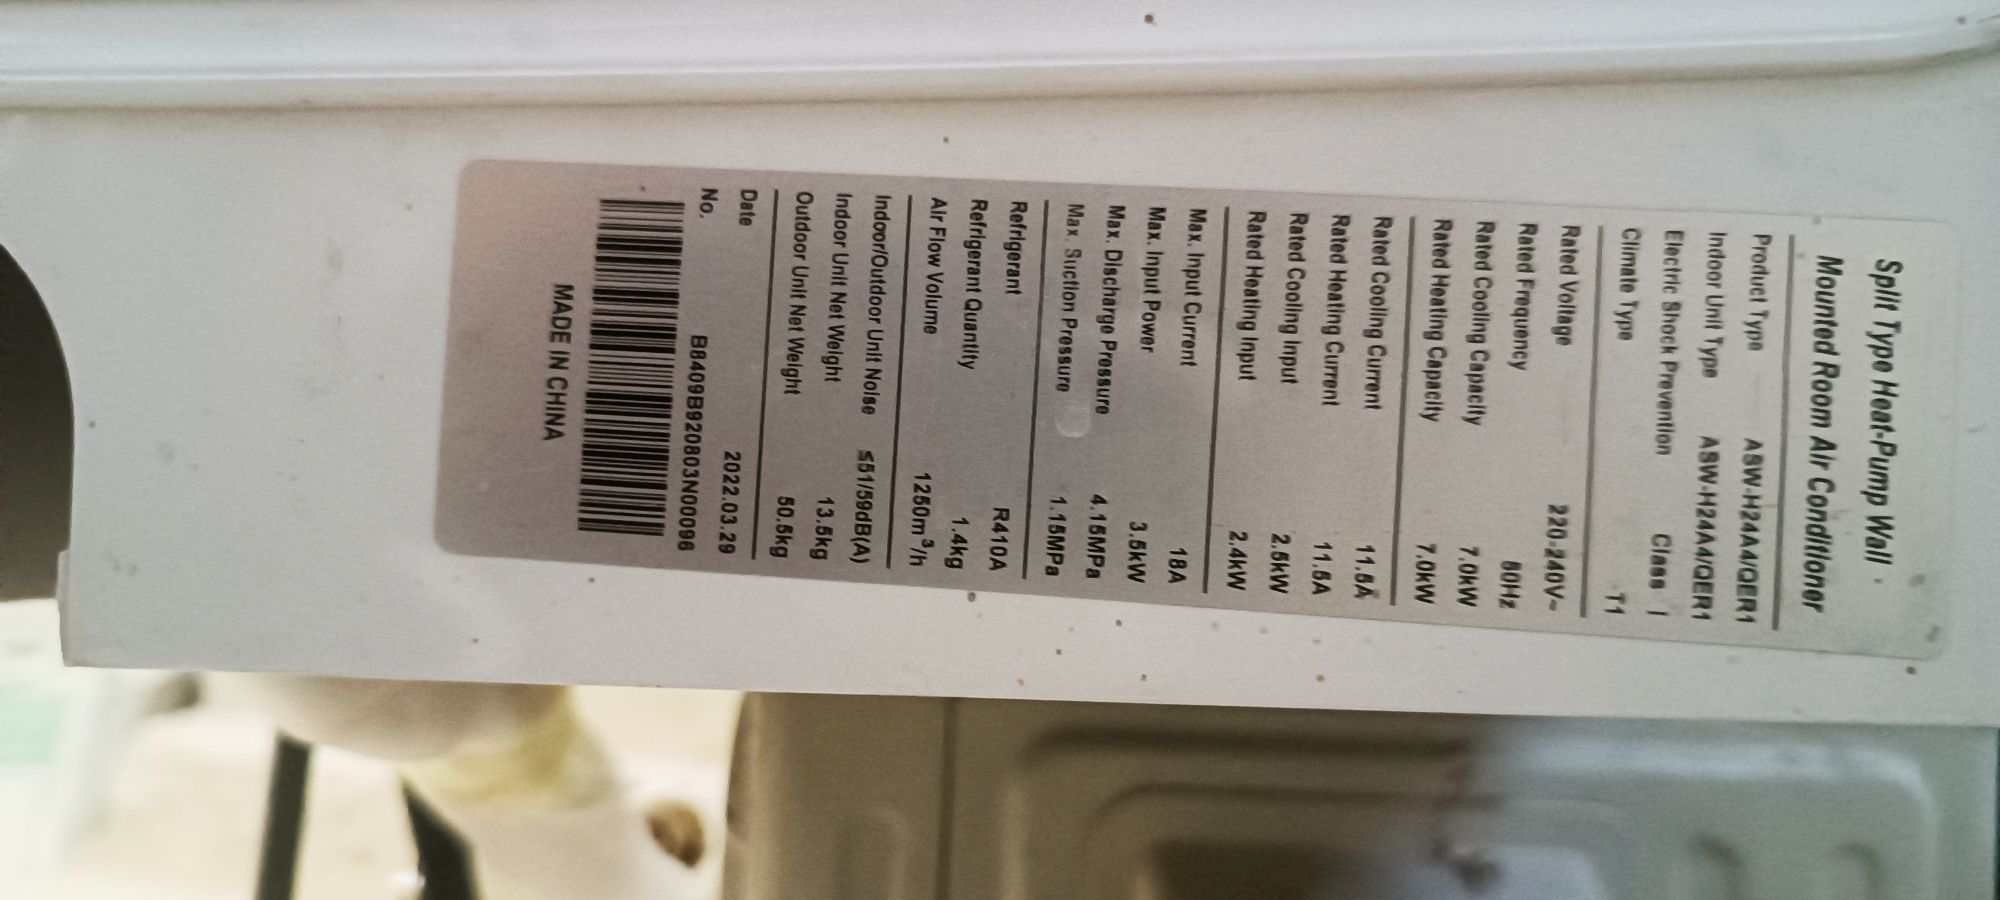 Split Type Heat-Pump Wall
Mounted Room Air Conditioner
Product Type ASW-H24A4/QER1
Indoor Unit Type ASW-H24A4/QER1
Electric Shock Prevention Class I
Climate Type T1
Rated Voltage 220-240V~
Rated Frequency 50Hz
Rated Cooling Capacity 7.0kW
Rated Heating Capacity 7.0kW
Rated Cooling Current 11.5A
Rated Heating Current 11.5A
Rated Cooling Input 2.5kW
Rated Heating Input 2.4kW
Max. Input Current 18A
Max. Input Power 3.5kW
Max. Discharge Pressure 4.15MPa
Max. Suction Pressure 1.15MPa
Refrigerant R410A
Refrigerant Quantity 1.4kg
Air Flow Volume 1250m³/h
Indoor/Outdoor Unit Noise ≤51/59dB(A)
Indoor Unit Net Weight 13.5kg
Outdoor Unit Net Weight 50.5kg
Date 2022.03.29
No. B8409B920803N00096
MADE IN CHINA